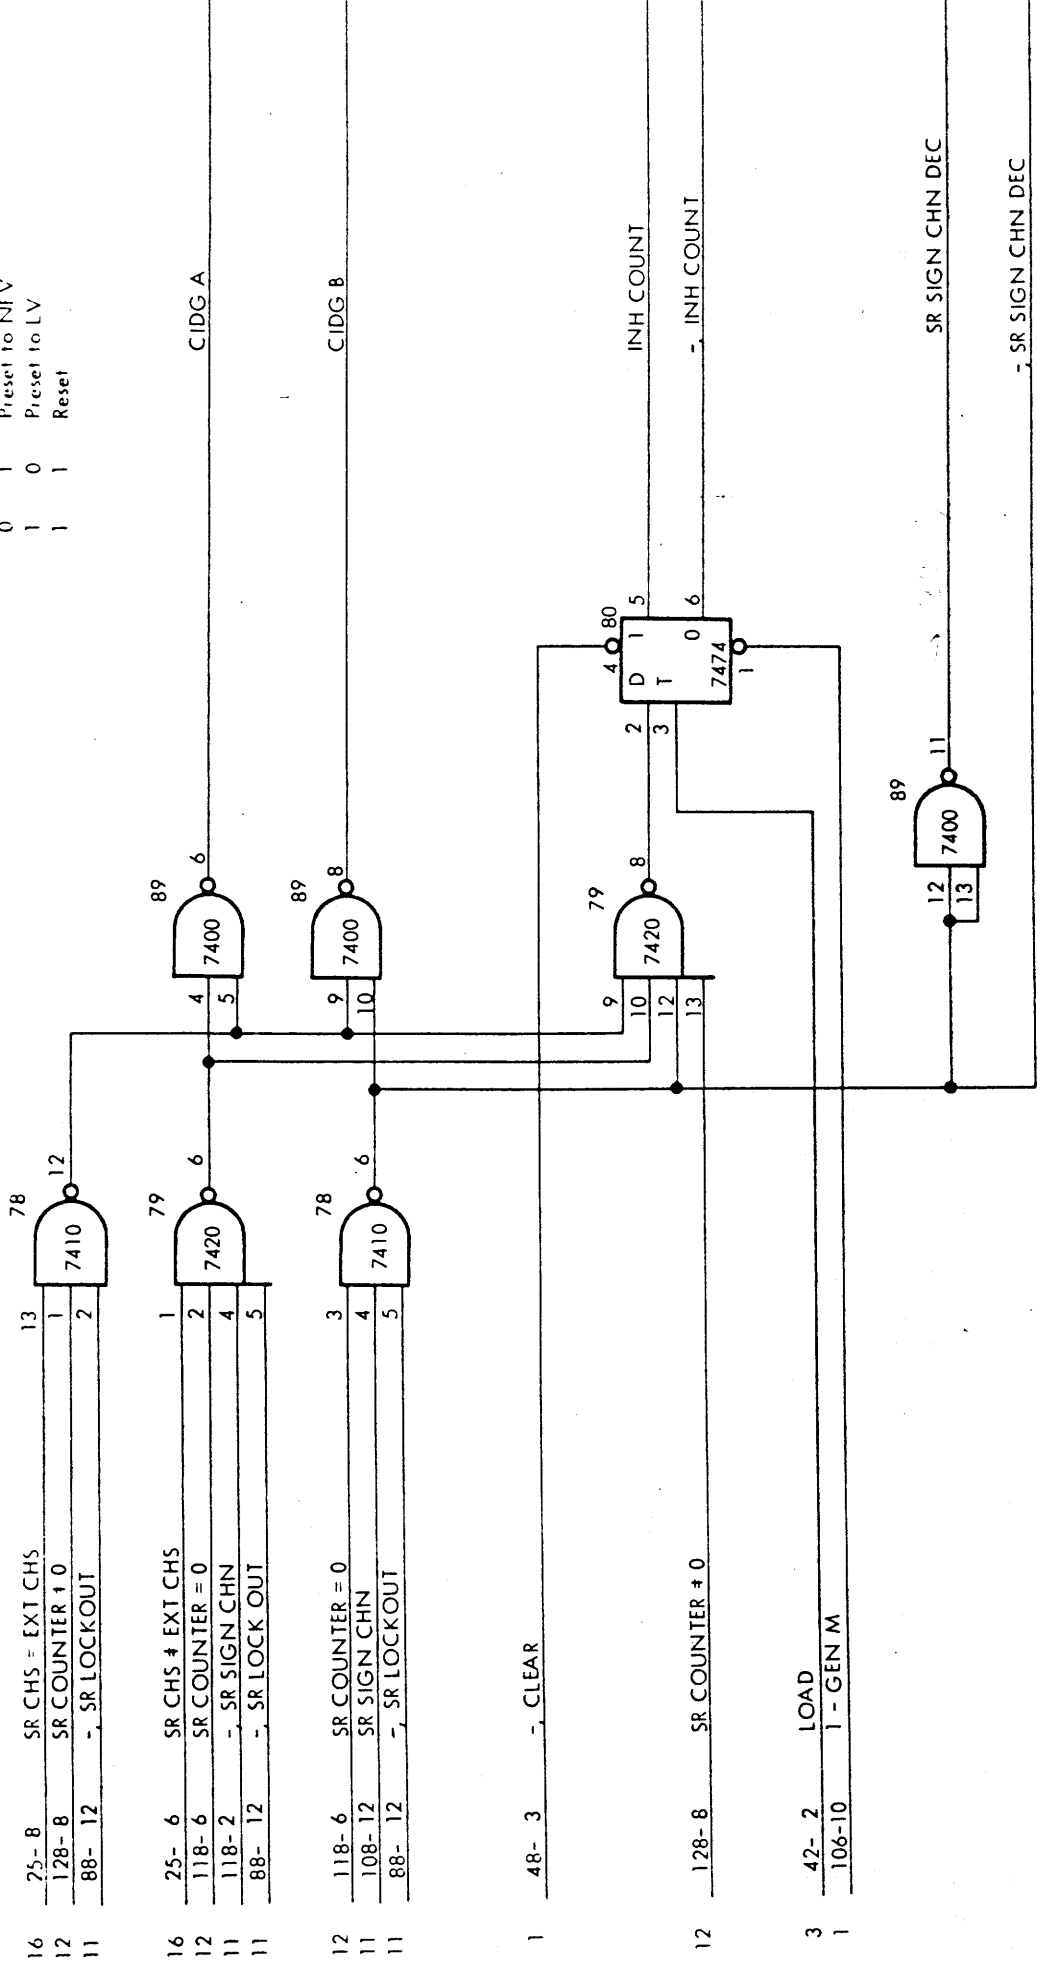 0 1 Preset to NLV
1 0 Preset to LV
1 1 Reset
16 25- 8 SR CHS = EXT CHS 13
12 128- 8 SR COUNTER ≠ 0 1
11 88- 12 -, SR LOCKOUT 2
78
7410
12
16 25- 6 SR CHS ≠ EXT CHS 1
12 118- 6 SR COUNTER = 0 2
11 118- 2 -, SR SIGN CHN 4
11 88- 12 -, SR LOCK OUT 5
79
7420
6
4
5
89
7400
6
CIDG A
12 118- 6 SR COUNTER = 0 3
11 108- 12 SR SIGN CHN 4
11 88- 12 -, SR LOCKOUT 5
78
7410
6
9
10
89
7400
8
CIDG B
1 48- 3 -, CLEAR
12 128- 8 SR COUNTER ≠ 0
9
10
12
13
79
7420
8
3 42- 2 LOAD
1 106-10 1 - GEN M
2
3
4
80
D 1
T
0
7474
1
5
6
INH COUNT
-, INH COUNT
12
13
89
7400
11
SR SIGN CHN DEC
-, SR SIGN CHN DEC